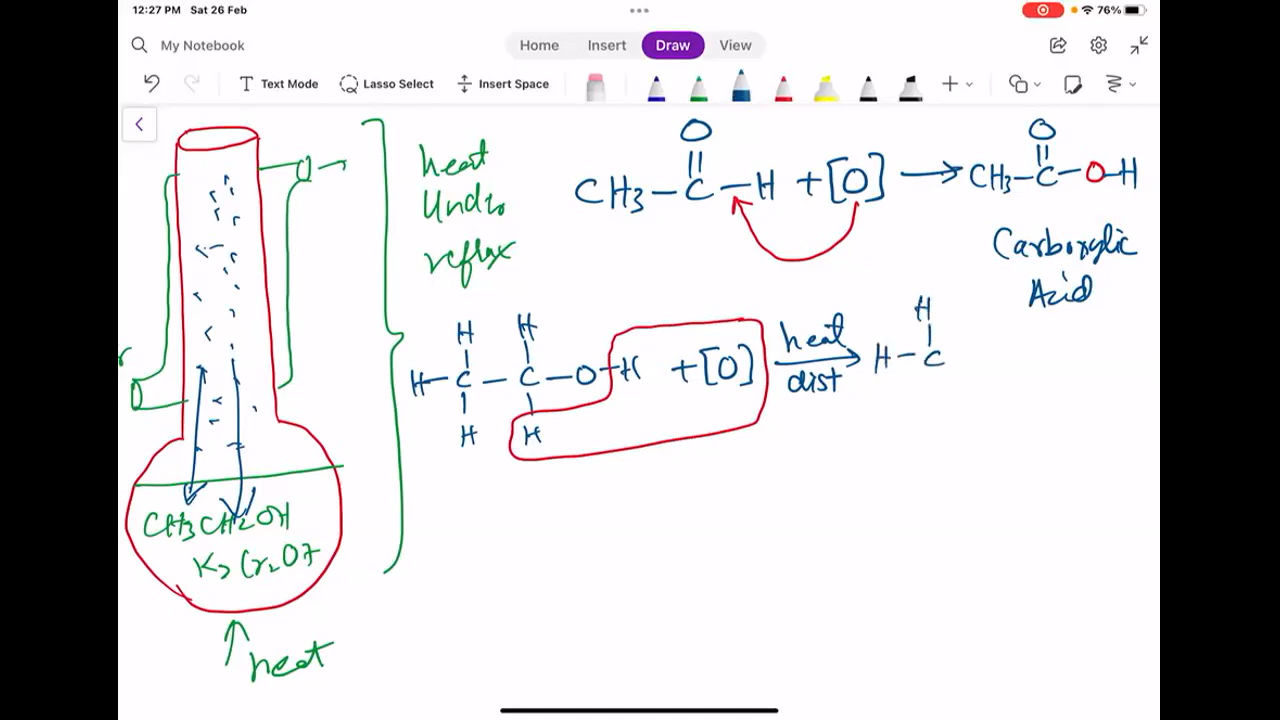 12:27 PM Sat 26 Feb
76%
My Notebook
Home Insert Draw View
Text Mode Lasso Select Insert Space
heat
Under
reflux
CH3-C-H + [O] → CH3-C-O-H
O
O
Carboxylic
Acid
H H
H-C-C-O-H + [O]
H H
heat
dist
H
H-C
CH3CH2OH
K2Cr2O7
heat